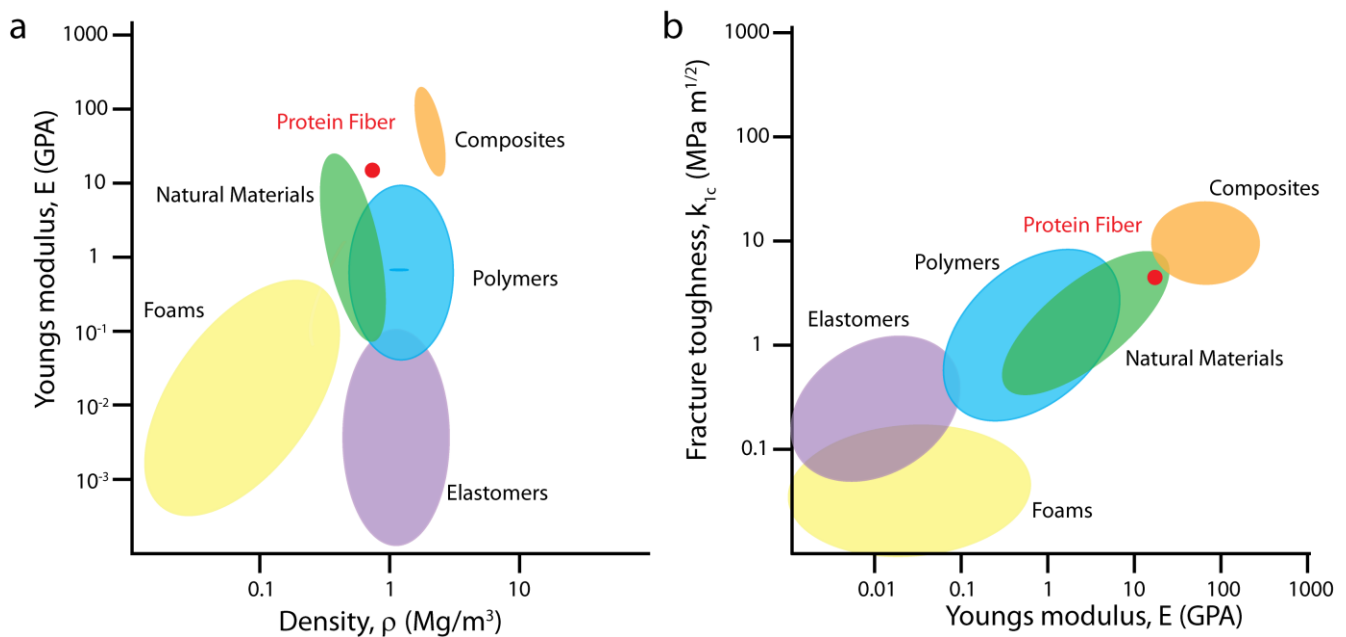 a
1000
100
10
1
10-1
10-2
10-3
Youngs modulus, E (GPA)
Protein Fiber
Composites
Natural Materials
Polymers
Foams
Elastomers
0.1
1
10
Density, ρ (Mg/m3)
b
1000
100
10
1
0.1
Fracture toughness, k1c (MPa m1/2)
Composites
Protein Fiber
Polymers
Elastomers
Natural Materials
Foams
0.01
0.1
1
10
100
1000
Youngs modulus, E (GPA)